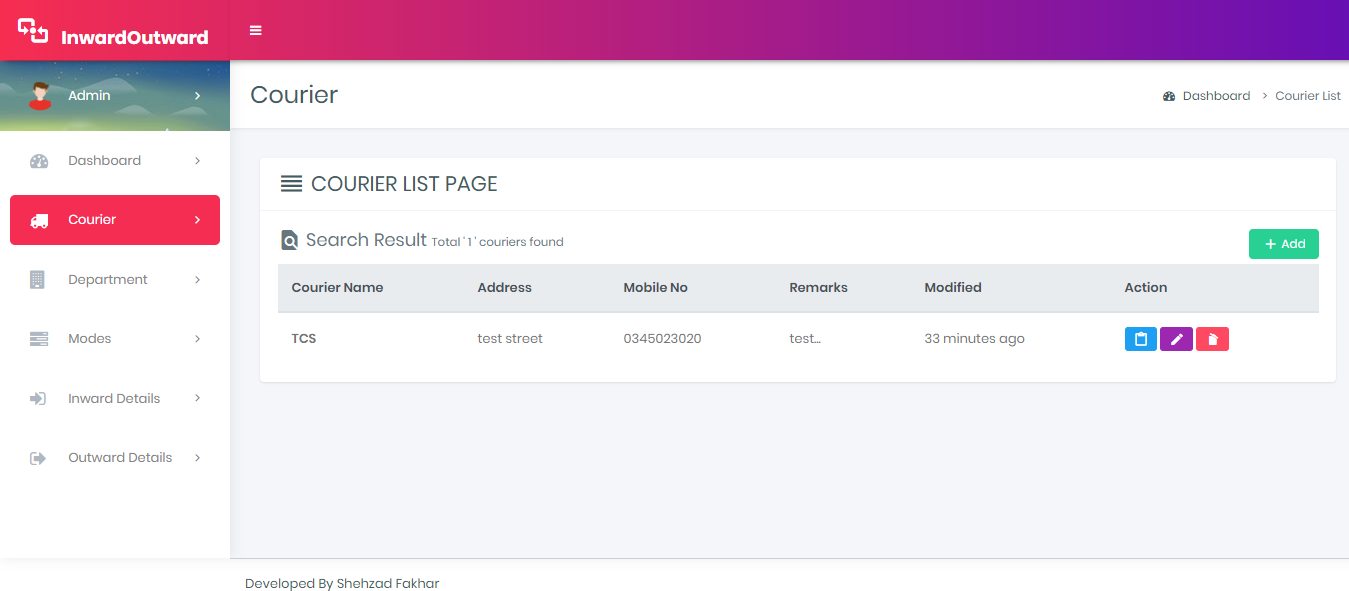 InwardOutward
Admin
Dashboard
Courier
Department
Modes
Inward Details
Outward Details
Courier
Dashboard > Courier List
COURIER LIST PAGE
Search Result Total ' 1 ' couriers found
+ Add
Courier Name Address Mobile No Remarks Modified Action
TCS test street 0345023020 test... 33 minutes ago
Developed By Shehzad Fakhar